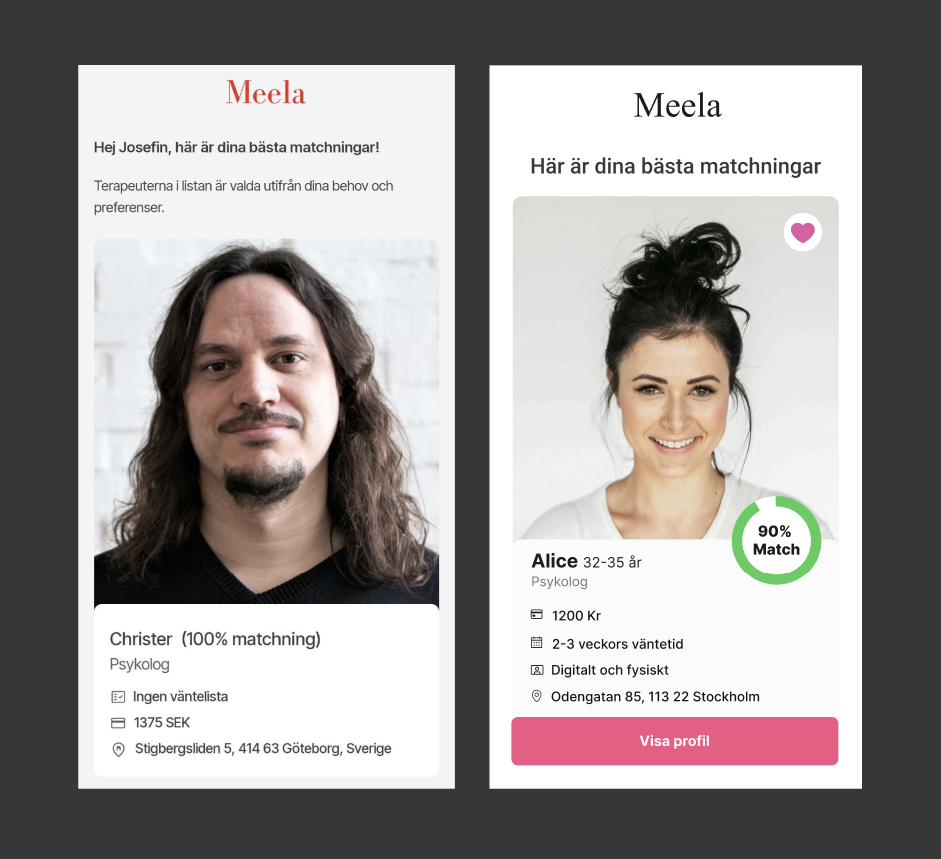 Meela
Hej Josefin, här är dina bästa matchningar!
Terapeuterna i listan är valda utifrån dina behov och
preferenser.
Christer (100% matchning)
Psykolog
Ingen väntelista
1375 SEK
Stigbergsliden 5, 414 63 Göteborg, Sverige
Meela
Här är dina bästa matchningar
90%
Match
Alice 32-35 år
Psykolog
1200 Kr
2-3 veckors väntetid
Digitalt och fysiskt
Odengatan 85, 113 22 Stockholm
Visa profil